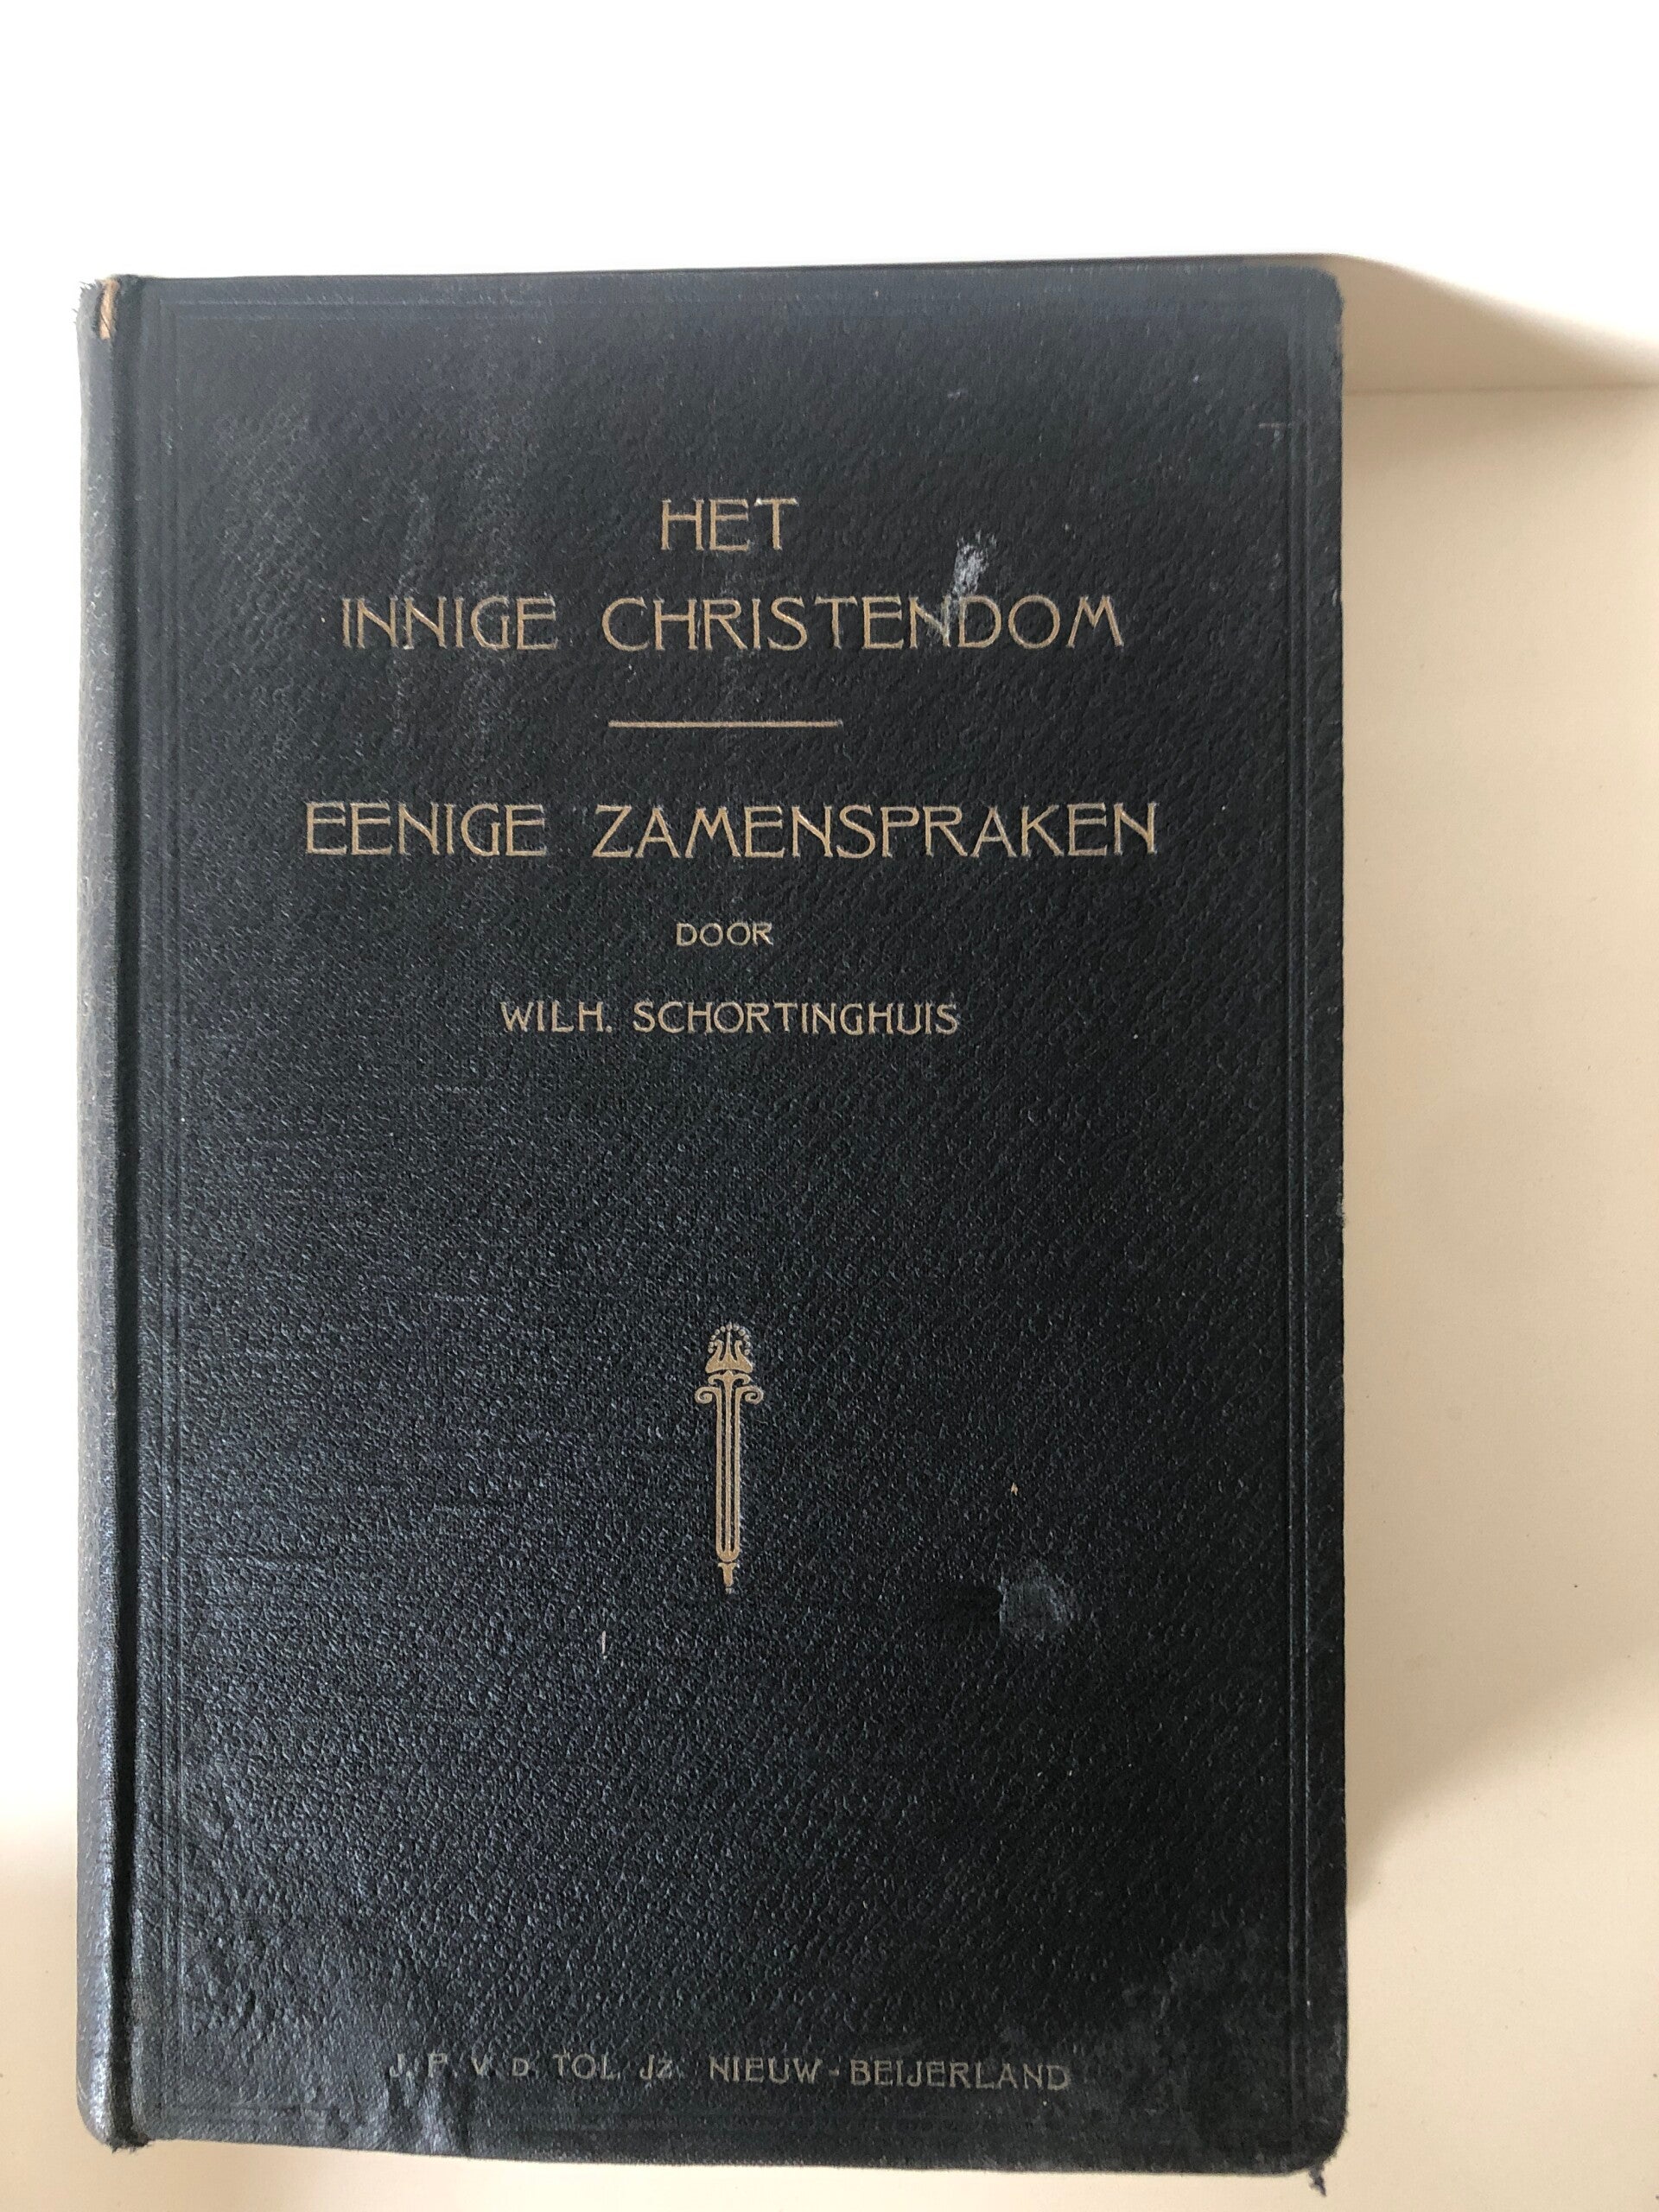 HET
INNIGE CHRISTENDOM
EENIGE ZAMENSPRAKEN
DOOR
WILH. SCHORTINGHUIS
J. P. V. D. TOL JZ. NIEUW-BEIJERLAND